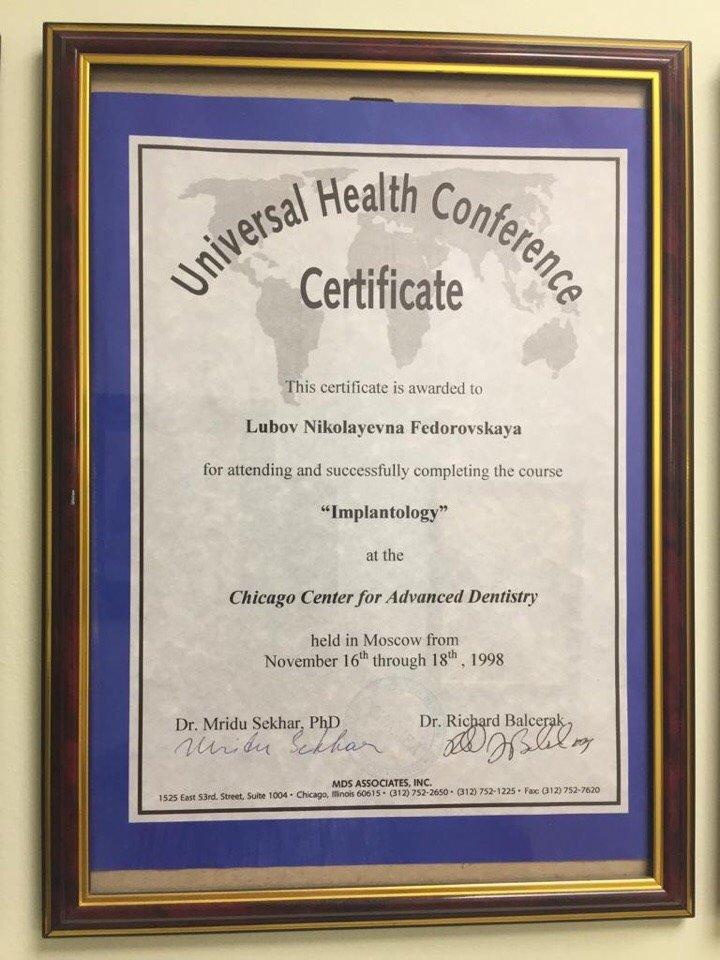 Universal Health Conference
Certificate
This certificate is awarded to
Lubov Nikolayevna Fedorovskaya
for attending and successfully completing the course
“Implantology”
at the
Chicago Center for Advanced Dentistry
held in Moscow from
November 16th through 18th , 1998
Dr. Mridu Sekhar, PhD Dr. Richard Balcerak
Mridu Sekhar
MDS ASSOCIATES, INC.
1525 East 53rd. Street, Suite 1004 • Chicago, Illinois 60615 • (312) 752-2650 • (312) 752-1225 • Fax: (312) 752-7620